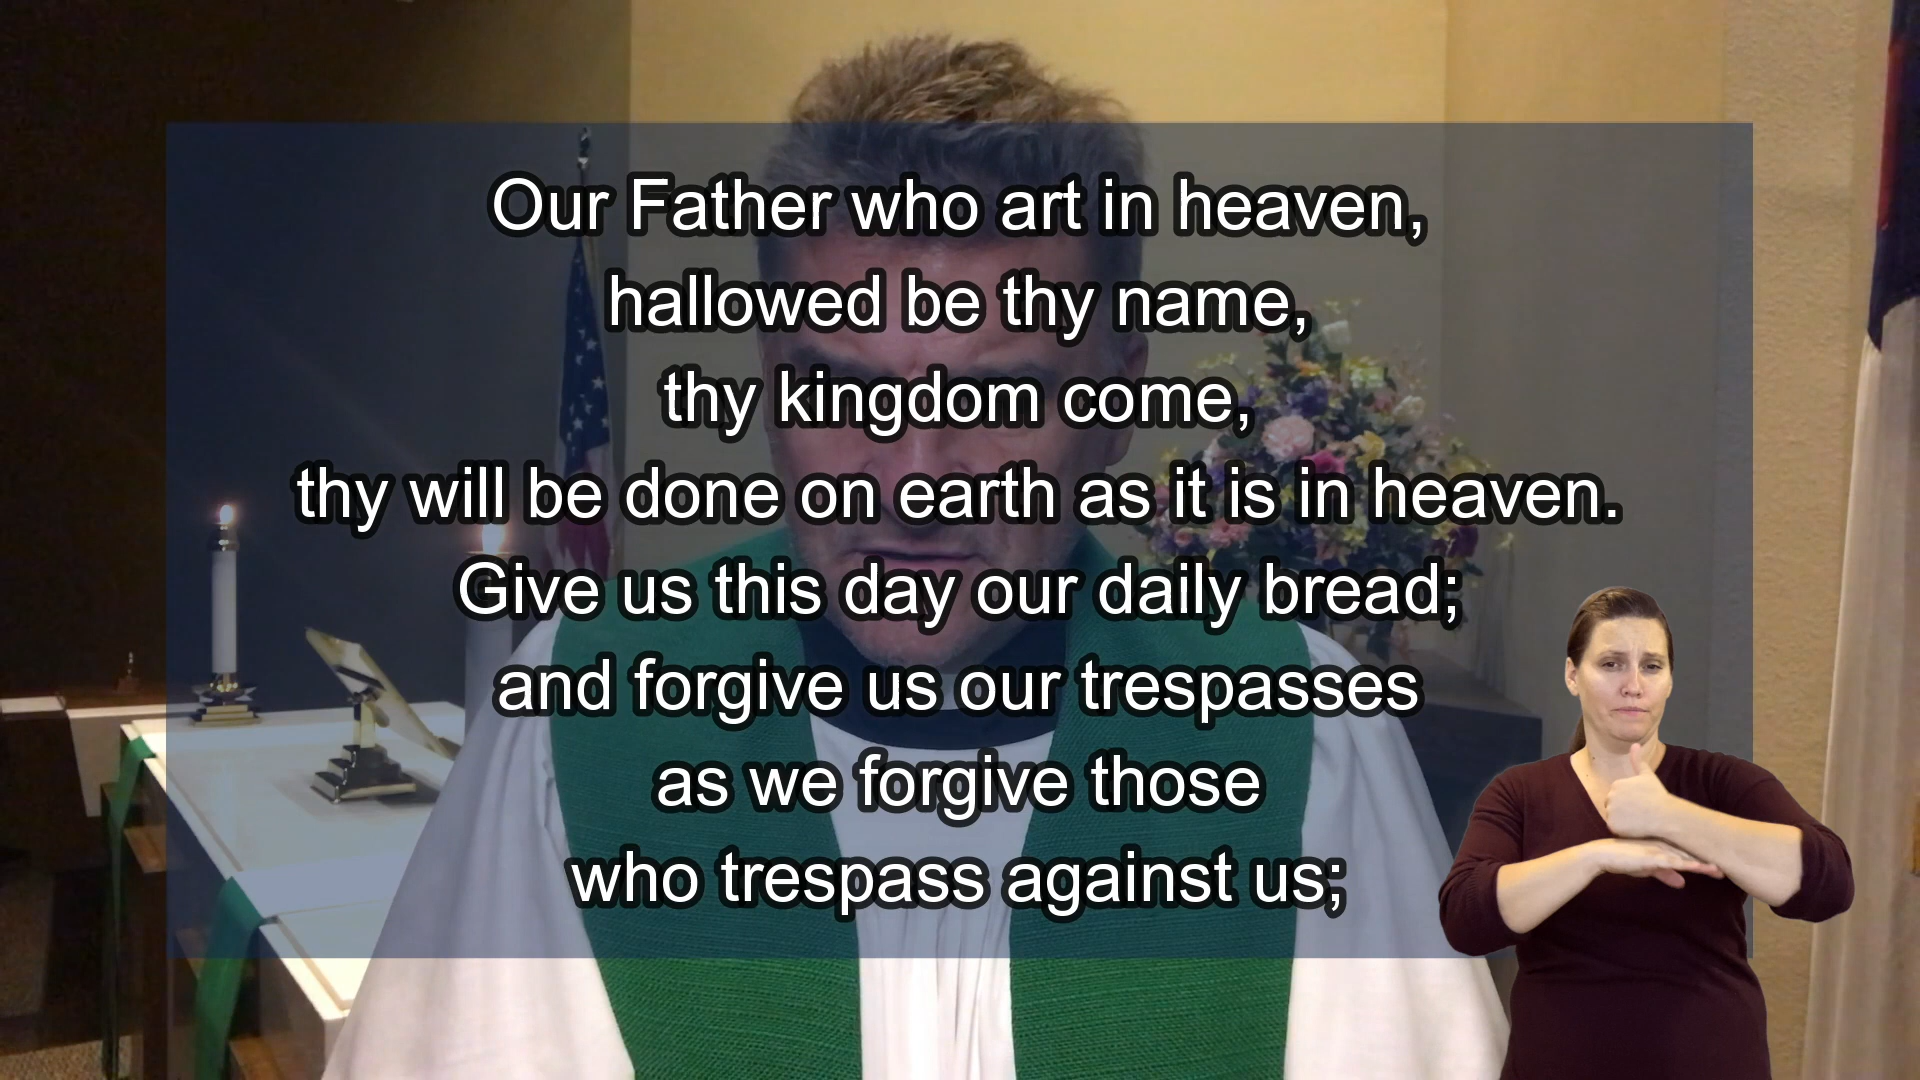 Our Father who art in heaven,
hallowed be thy name,
thy kingdom come,
thy will be done on earth as it is in heaven.
Give us this day our daily bread;
and forgive us our trespasses
as we forgive those
who trespass against us;